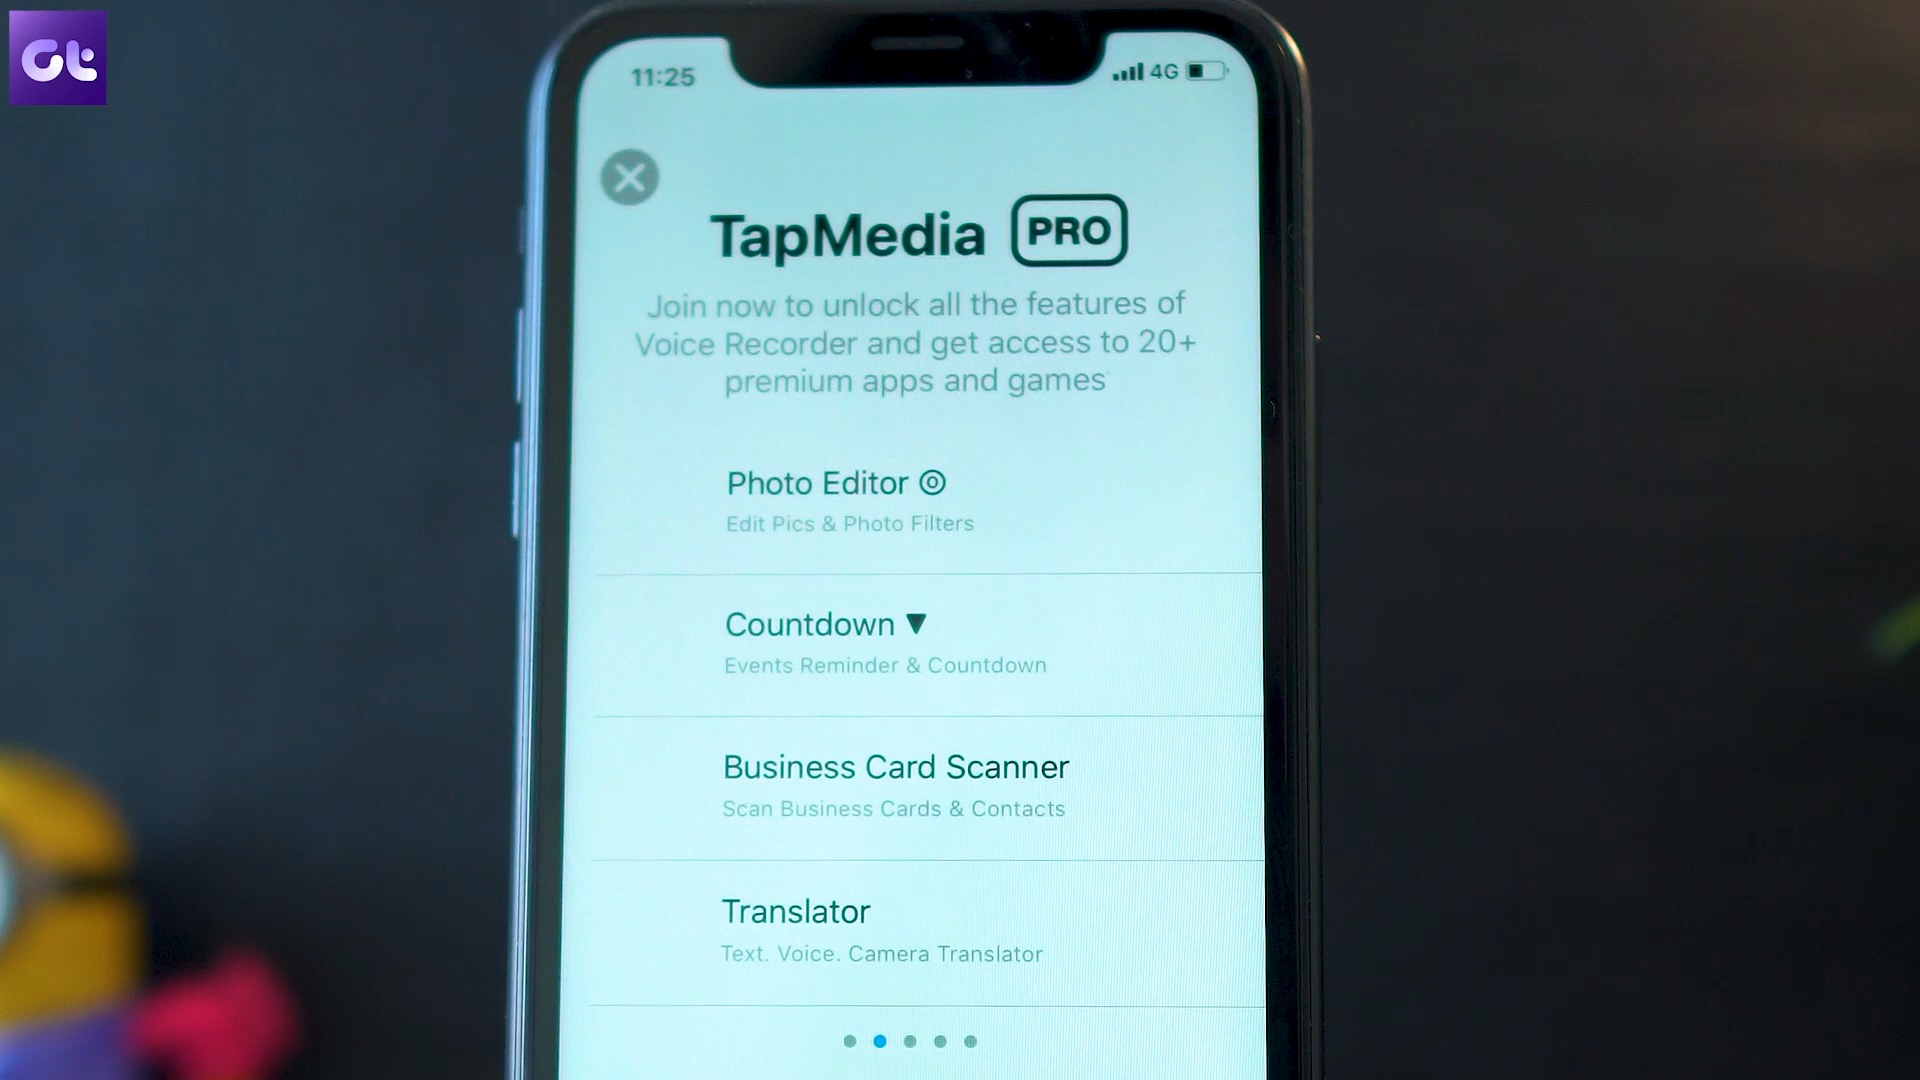 Gt
11:25
4G
TapMedia PRO
Join now to unlock all the features of
Voice Recorder and get access to 20+
premium apps and games
Photo Editor ◎
Edit Pics & Photo Filters
Countdown ▼
Events Reminder & Countdown
Business Card Scanner
Scan Business Cards & Contacts
Translator
Text. Voice. Camera Translator